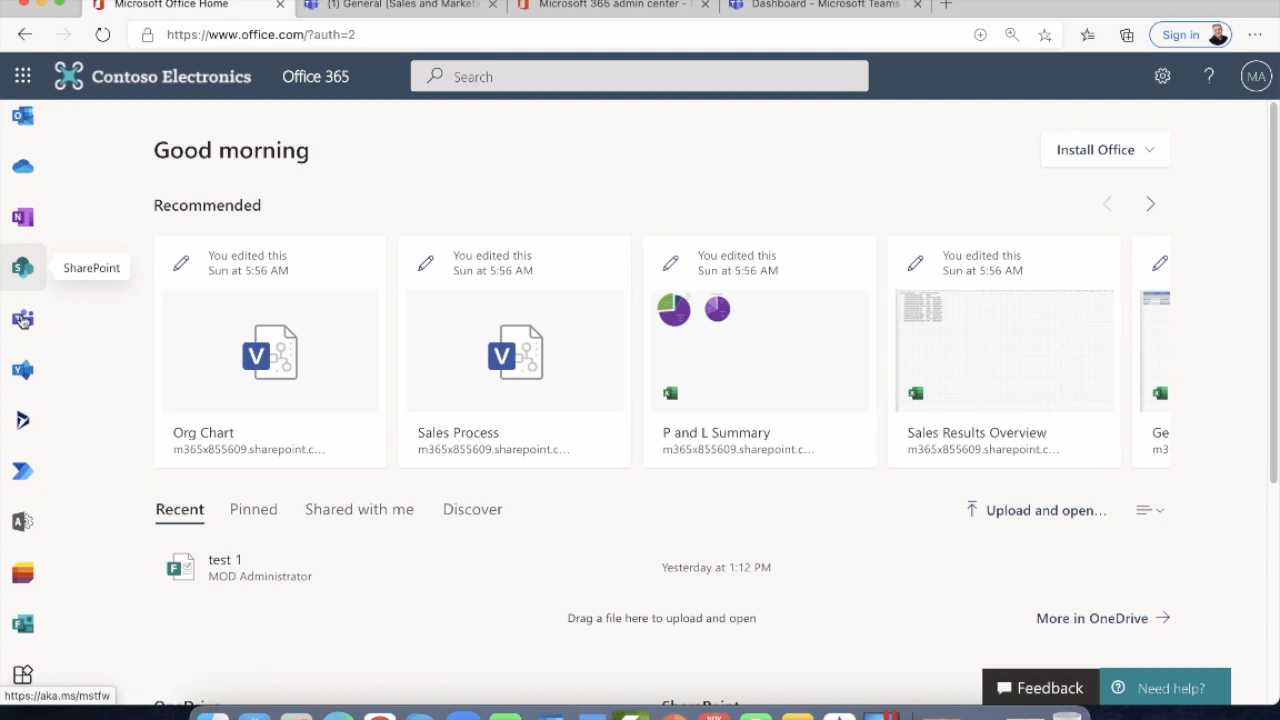 Microsoft Office Home
(1) General (Sales and Marketi
Microsoft 365 admin center -
Dashboard - Microsoft Teams
https://www.office.com/?auth=2
Sign in
Contoso Electronics
Office 365
Search
MA
Good morning
Install Office
Recommended
SharePoint
You edited this
Sun at 5:56 AM
Org Chart
m365x855609.sharepoint.c...
You edited this
Sun at 5:56 AM
Sales Process
m365x855609.sharepoint.c...
You edited this
Sun at 5:56 AM
P and L Summary
m365x855609.sharepoint.c...
You edited this
Sun at 5:56 AM
Sales Results Overview
m365x855609.sharepoint.c...
Ge
m3
Recent
Pinned
Shared with me
Discover
Upload and open...
test 1
MOD Administrator
Yesterday at 1:12 PM
Drag a file here to upload and open
More in OneDrive
https://aka.ms/mstfw
Feedback
Need help?
OneDrive
SharePoint